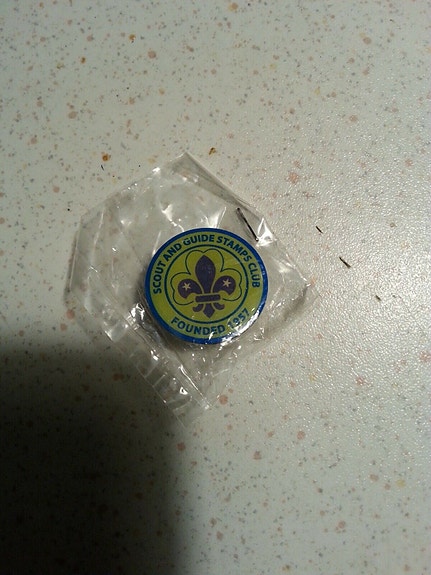 SCOUT AND GUIDE STAMPS CLUB
FOUNDED 1957